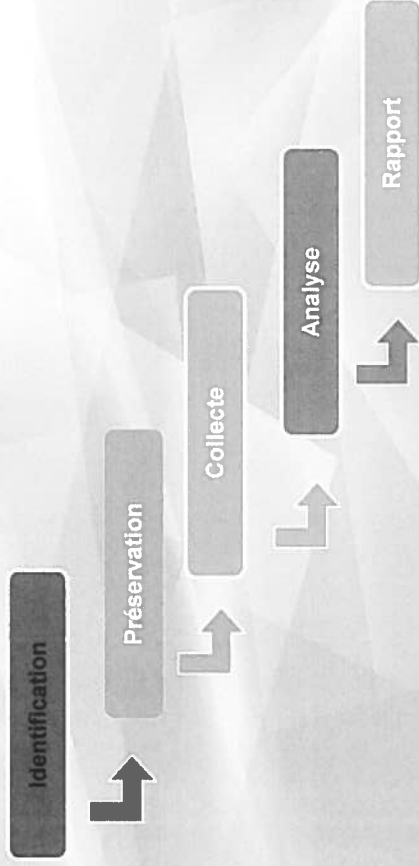 Identification
Préservation
Collecte
Analyse
Rapport